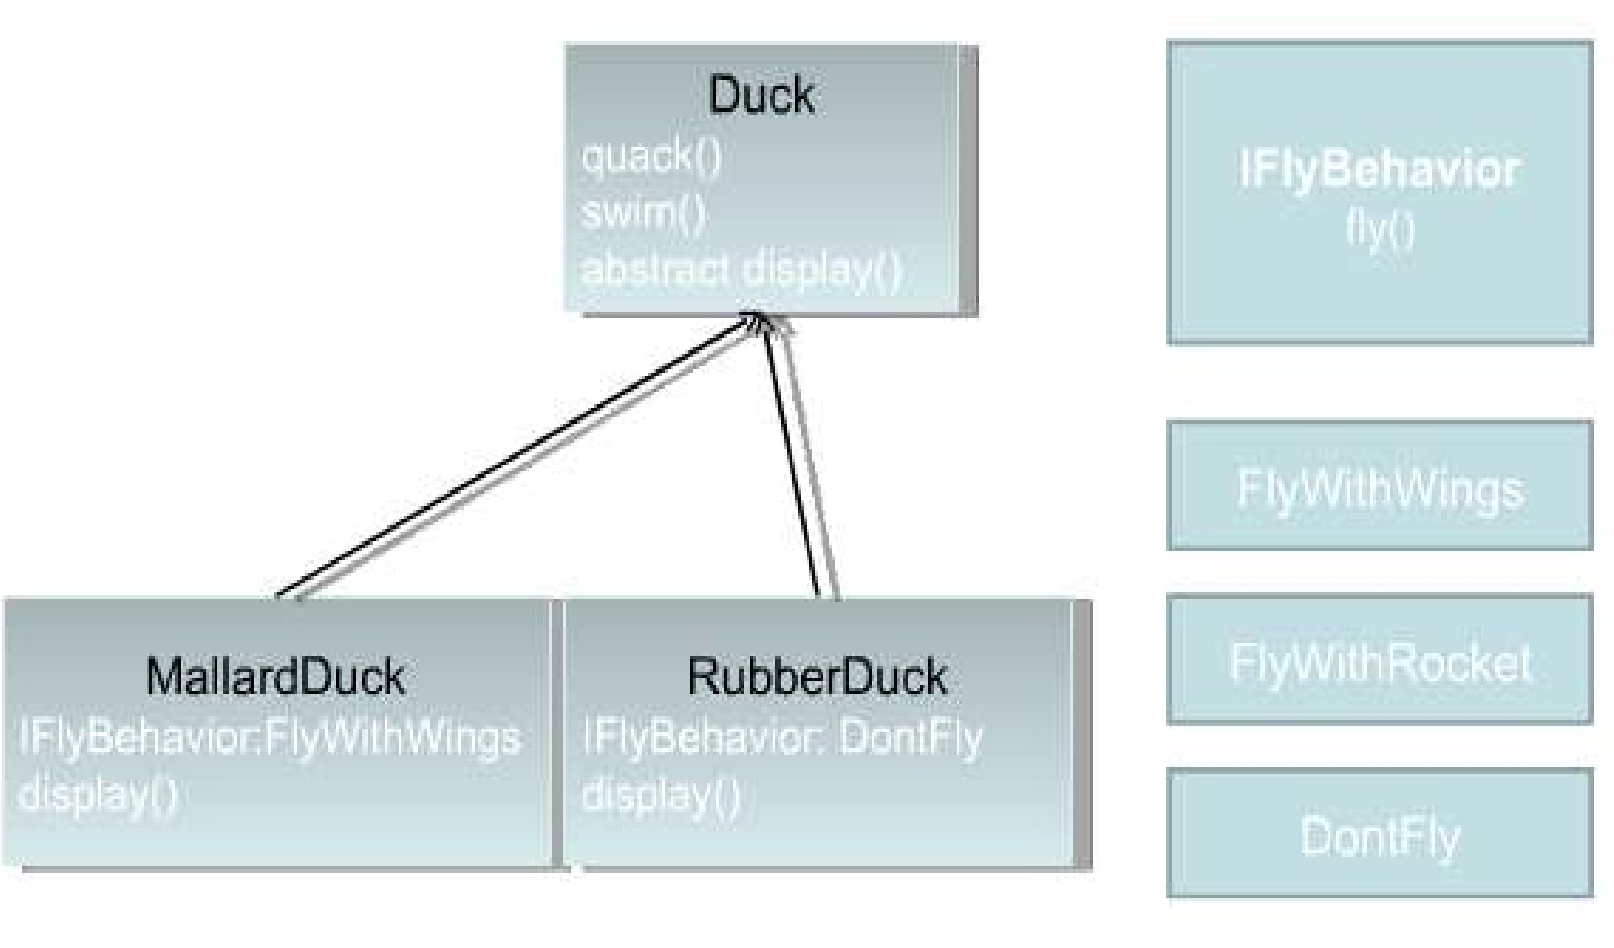 Duck
quack()
swim()
abstract display()
IFlyBehavior
fly()
FlyWithWings
FlyWithRocket
DontFly
MallardDuck
IFlyBehavior:FlyWithWings
display()
RubberDuck
IFlyBehavior: DontFly
display()